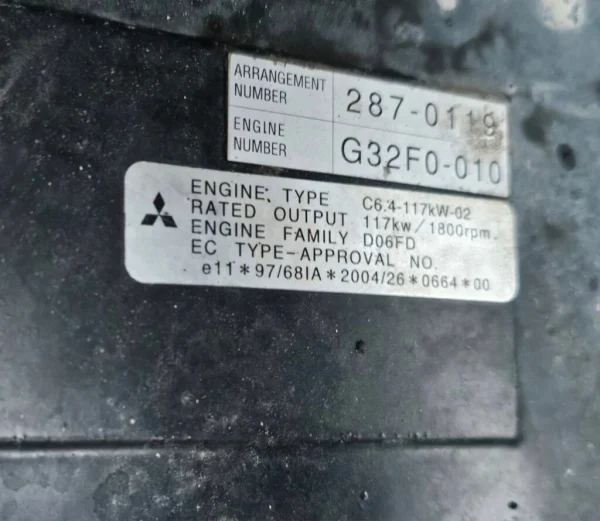 ARRANGEMENT NUMBER 287-0119
ENGINE NUMBER G32F0-010
ENGINE TYPE C6.4-117kW-02
RATED OUTPUT 117kw/1800rpm.
ENGINE FAMILY D06FD
EC TYPE-APPROVAL NO.
e11*97/68IA*2004/26*0664*00